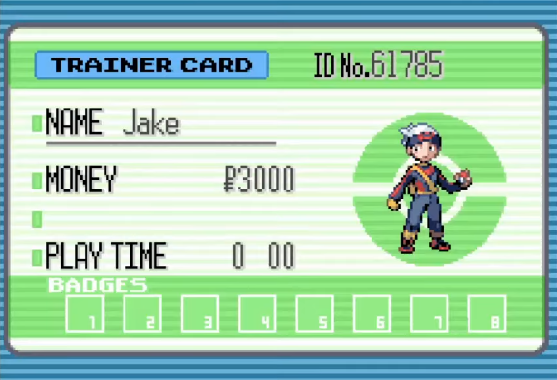 TRAINER CARD
ID No.61785
NAME Jake
MONEY ₽3000
PLAY TIME 0 00
BADGES
1 2 3 4 5 6 7 8